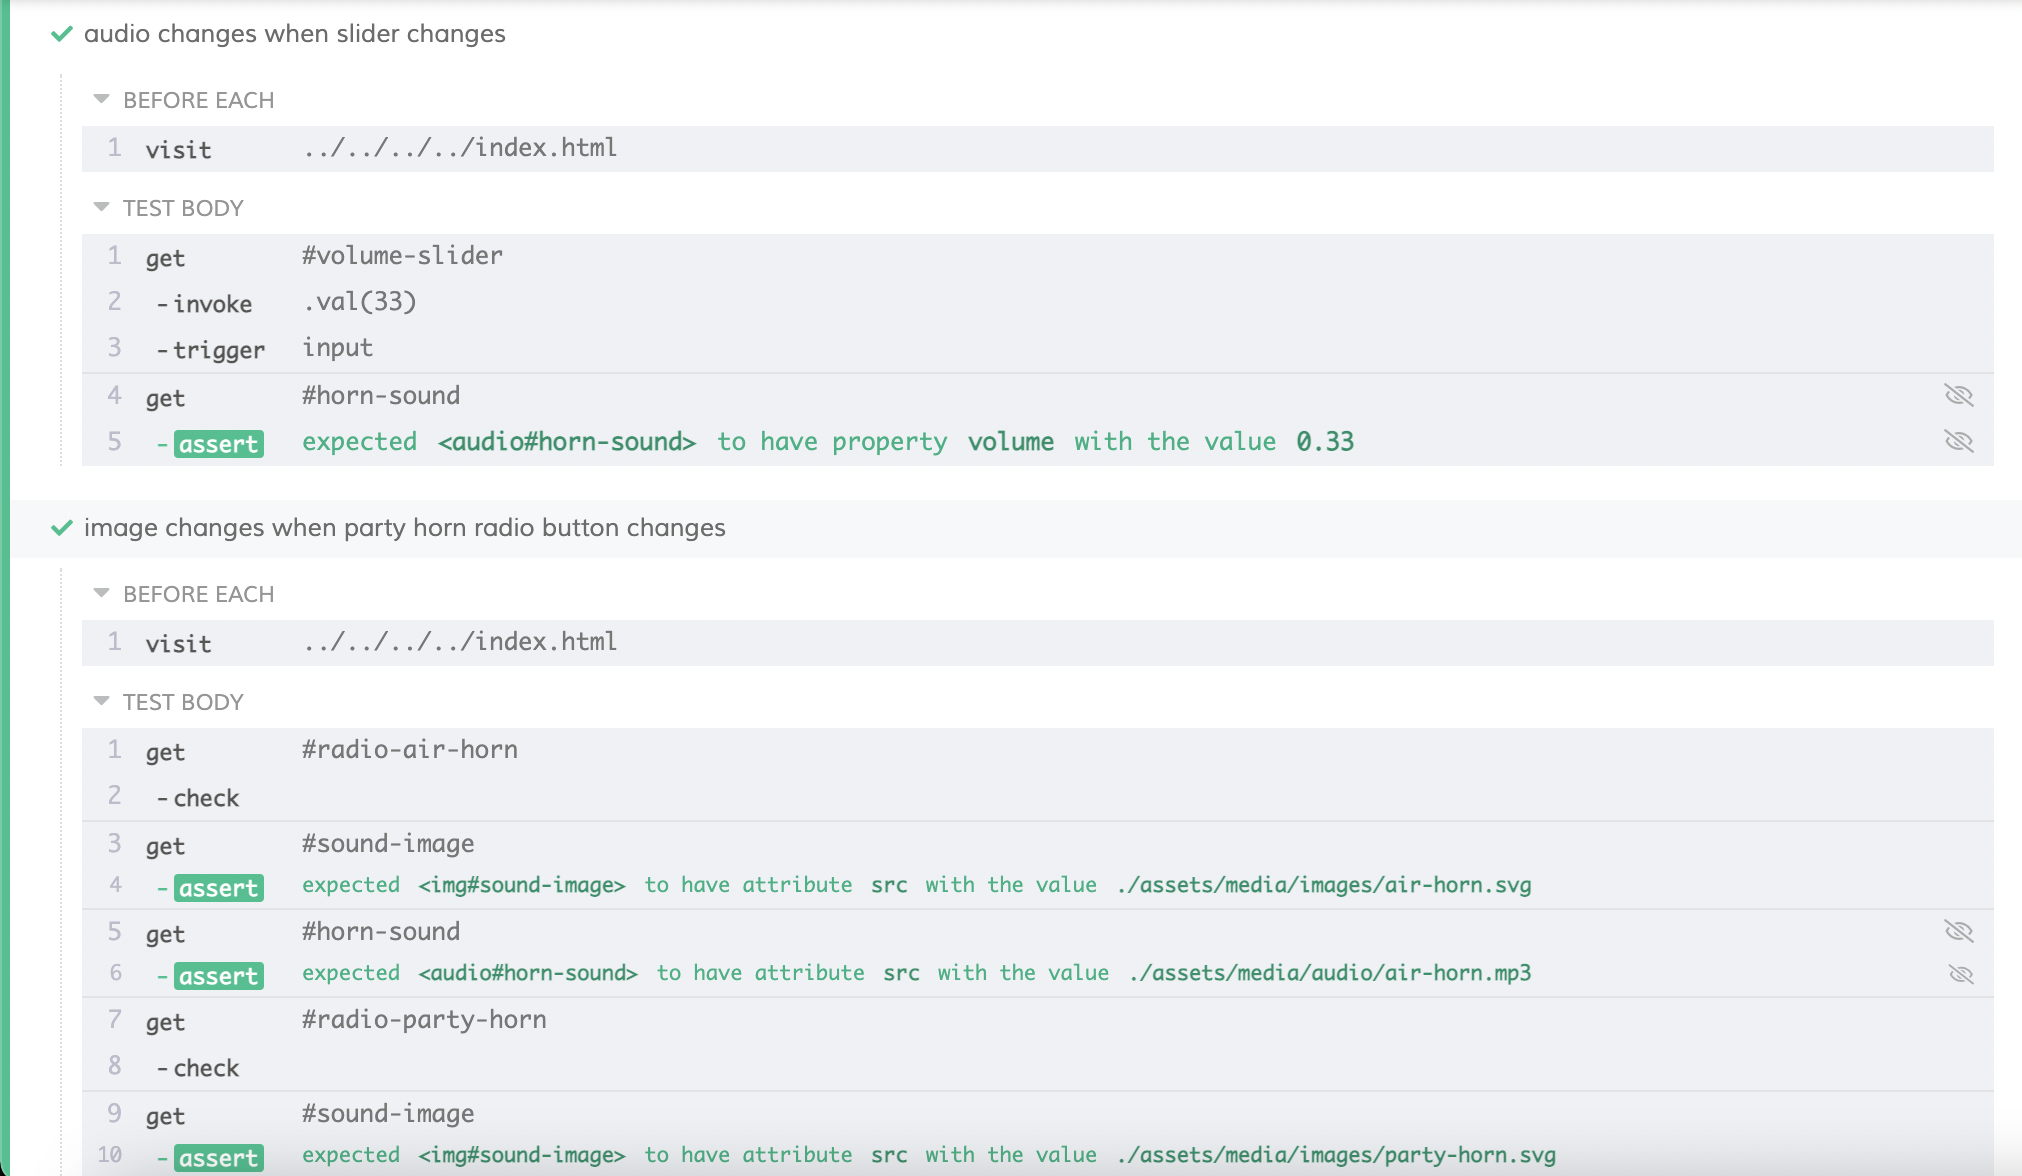 audio changes when slider changes
BEFORE EACH
1 visit ../../../../index.html
TEST BODY
1 get #volume-slider
2 -invoke .val(33)
3 -trigger input
4 get #horn-sound
5 -assert expected <audio#horn-sound> to have property volume with the value 0.33
image changes when party horn radio button changes
BEFORE EACH
1 visit ../../../../index.html
TEST BODY
1 get #radio-air-horn
2 -check
3 get #sound-image
4 -assert expected <img#sound-image> to have attribute src with the value ./assets/media/images/air-horn.svg
5 get #horn-sound
6 -assert expected <audio#horn-sound> to have attribute src with the value ./assets/media/audio/air-horn.mp3
7 get #radio-party-horn
8 -check
9 get #sound-image
10 -assert expected <img#sound-image> to have attribute src with the value ./assets/media/images/party-horn.svg